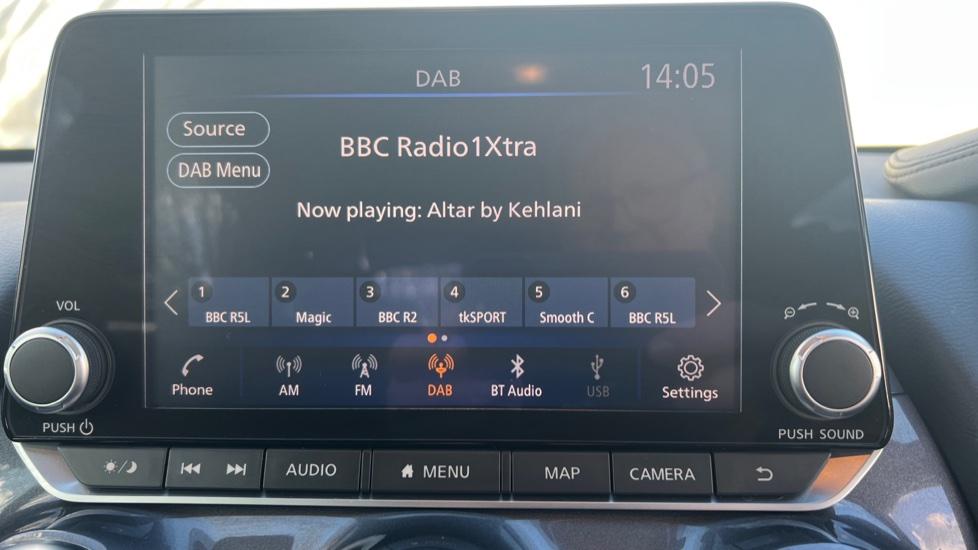 DAB
14:05
Source
BBC Radio1Xtra
DAB Menu
Now playing: Altar by Kehlani
1 2 3 4 5 6
BBC R5L Magic BBC R2 tkSPORT Smooth C BBC R5L
VOL
Phone AM FM DAB BT Audio USB Settings
PUSH
PUSH SOUND
AUDIO MENU MAP CAMERA